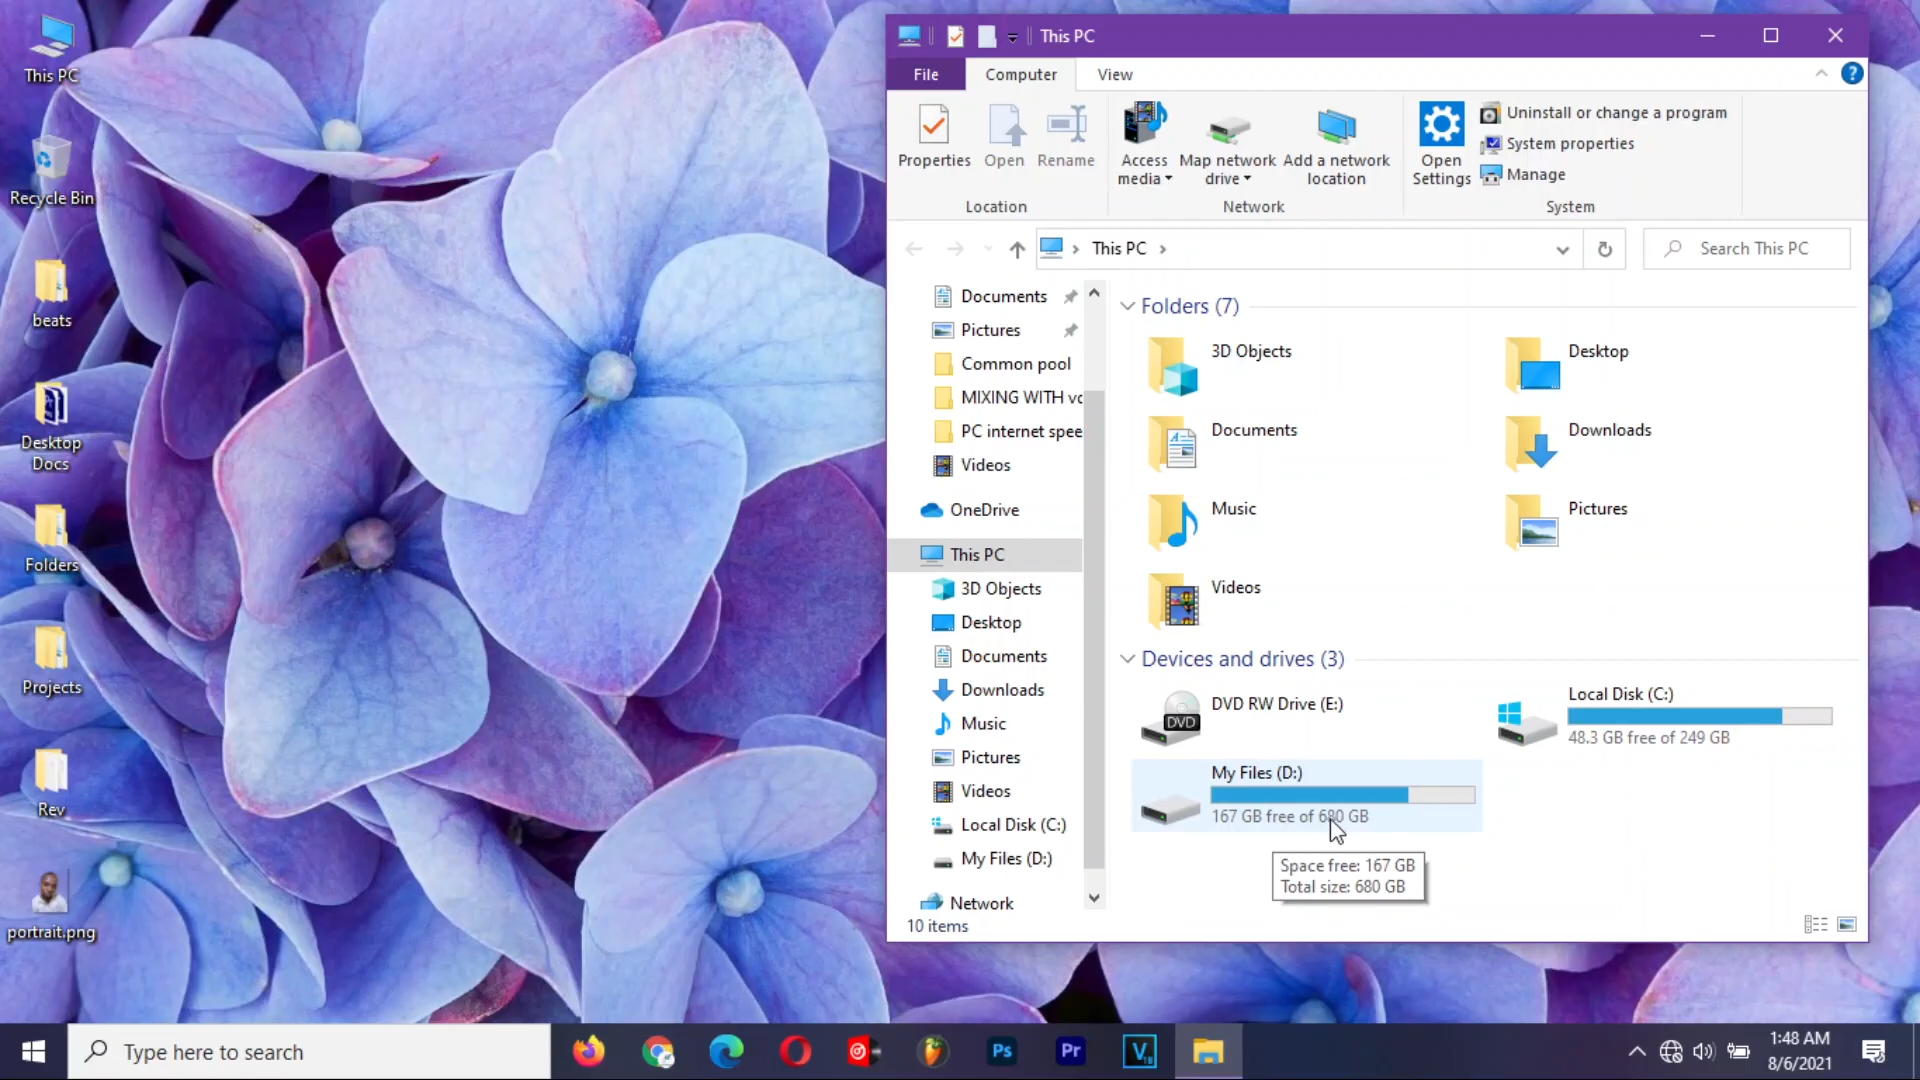 This PC
Recycle Bin
beats
Desktop
Docs
Folders
Projects
Rev
portrait.png
This PC
File
Computer
View
Properties
Open
Rename
Access
media
Map network
drive
Add a network
location
Open
Settings
Uninstall or change a program
System properties
Manage
Location
Network
System
This PC
Search This PC
Documents
Pictures
Common pool
MIXING WITH vo
PC internet spee
Videos
OneDrive
This PC
3D Objects
Desktop
Documents
Downloads
Music
Pictures
Videos
Local Disk (C:)
My Files (D:)
Network
Folders (7)
3D Objects
Desktop
Documents
Downloads
Music
Pictures
Videos
Devices and drives (3)
DVD
DVD RW Drive (E:)
Local Disk (C:)
48.3 GB free of 249 GB
My Files (D:)
167 GB free of 680 GB
Space free: 167 GB
Total size: 680 GB
10 items
Type here to search
Ps
Pr
V
1:48 AM
8/6/2021